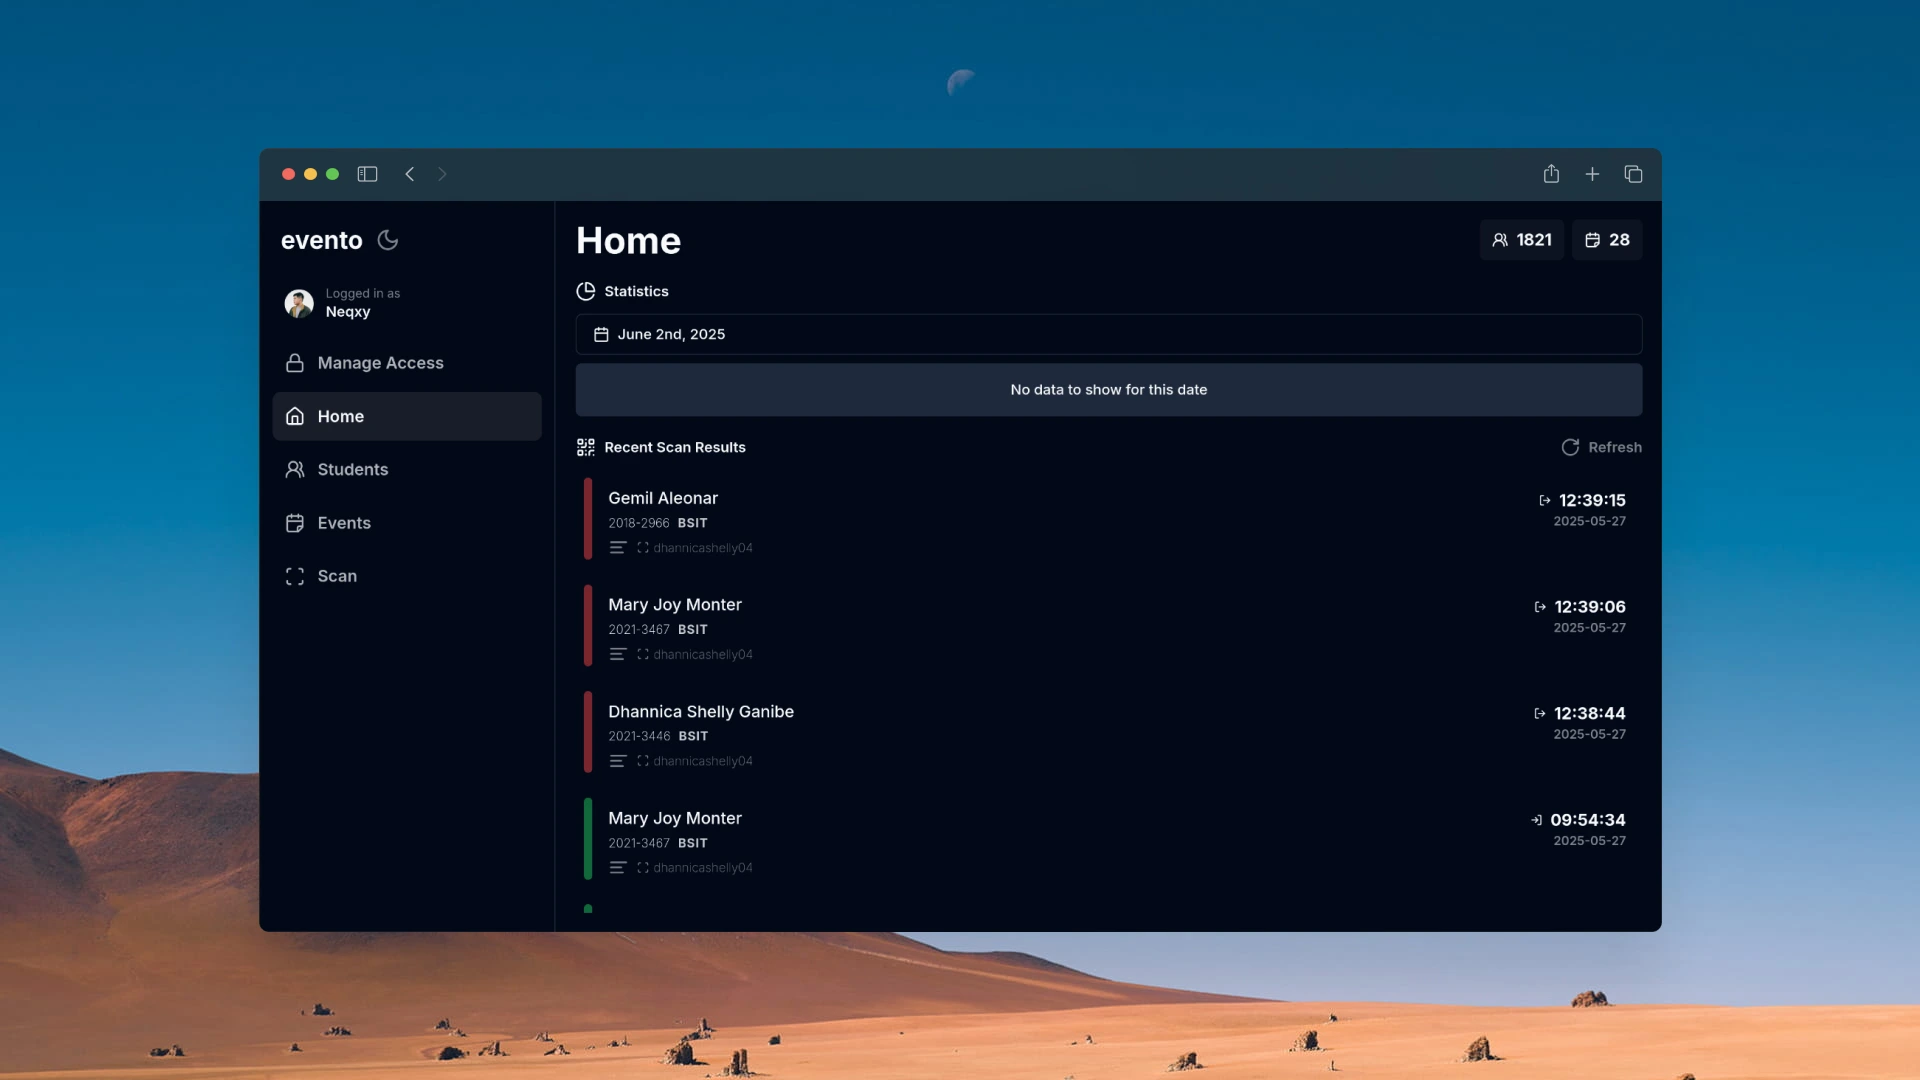 evento
Logged in as
Neqxy
Manage Access
Home
Students
Events
Scan
Home
1821
28
Statistics
June 2nd, 2025
No data to show for this date
Recent Scan Results
Refresh
Gemil Aleonar
12:39:15
2018-2966 BSIT
2025-05-27
dhannicashelly04
Mary Joy Monter
12:39:06
2021-3467 BSIT
2025-05-27
dhannicashelly04
Dhannica Shelly Ganibe
12:38:44
2021-3446 BSIT
2025-05-27
dhannicashelly04
Mary Joy Monter
09:54:34
2021-3467 BSIT
2025-05-27
dhannicashelly04